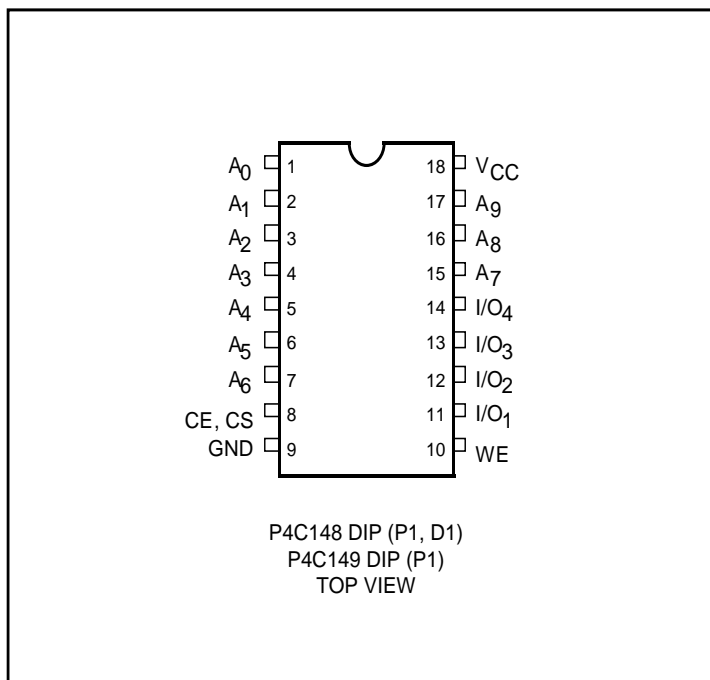 A0 1 18 VCC
A1 2 17 A9
A2 3 16 A8
A3 4 15 A7
A4 5 14 I/O4
A5 6 13 I/O3
A6 7 12 I/O2
CE, CS 8 11 I/O1
GND 9 10 WE
P4C148 DIP (P1, D1)
P4C149 DIP (P1)
TOP VIEW